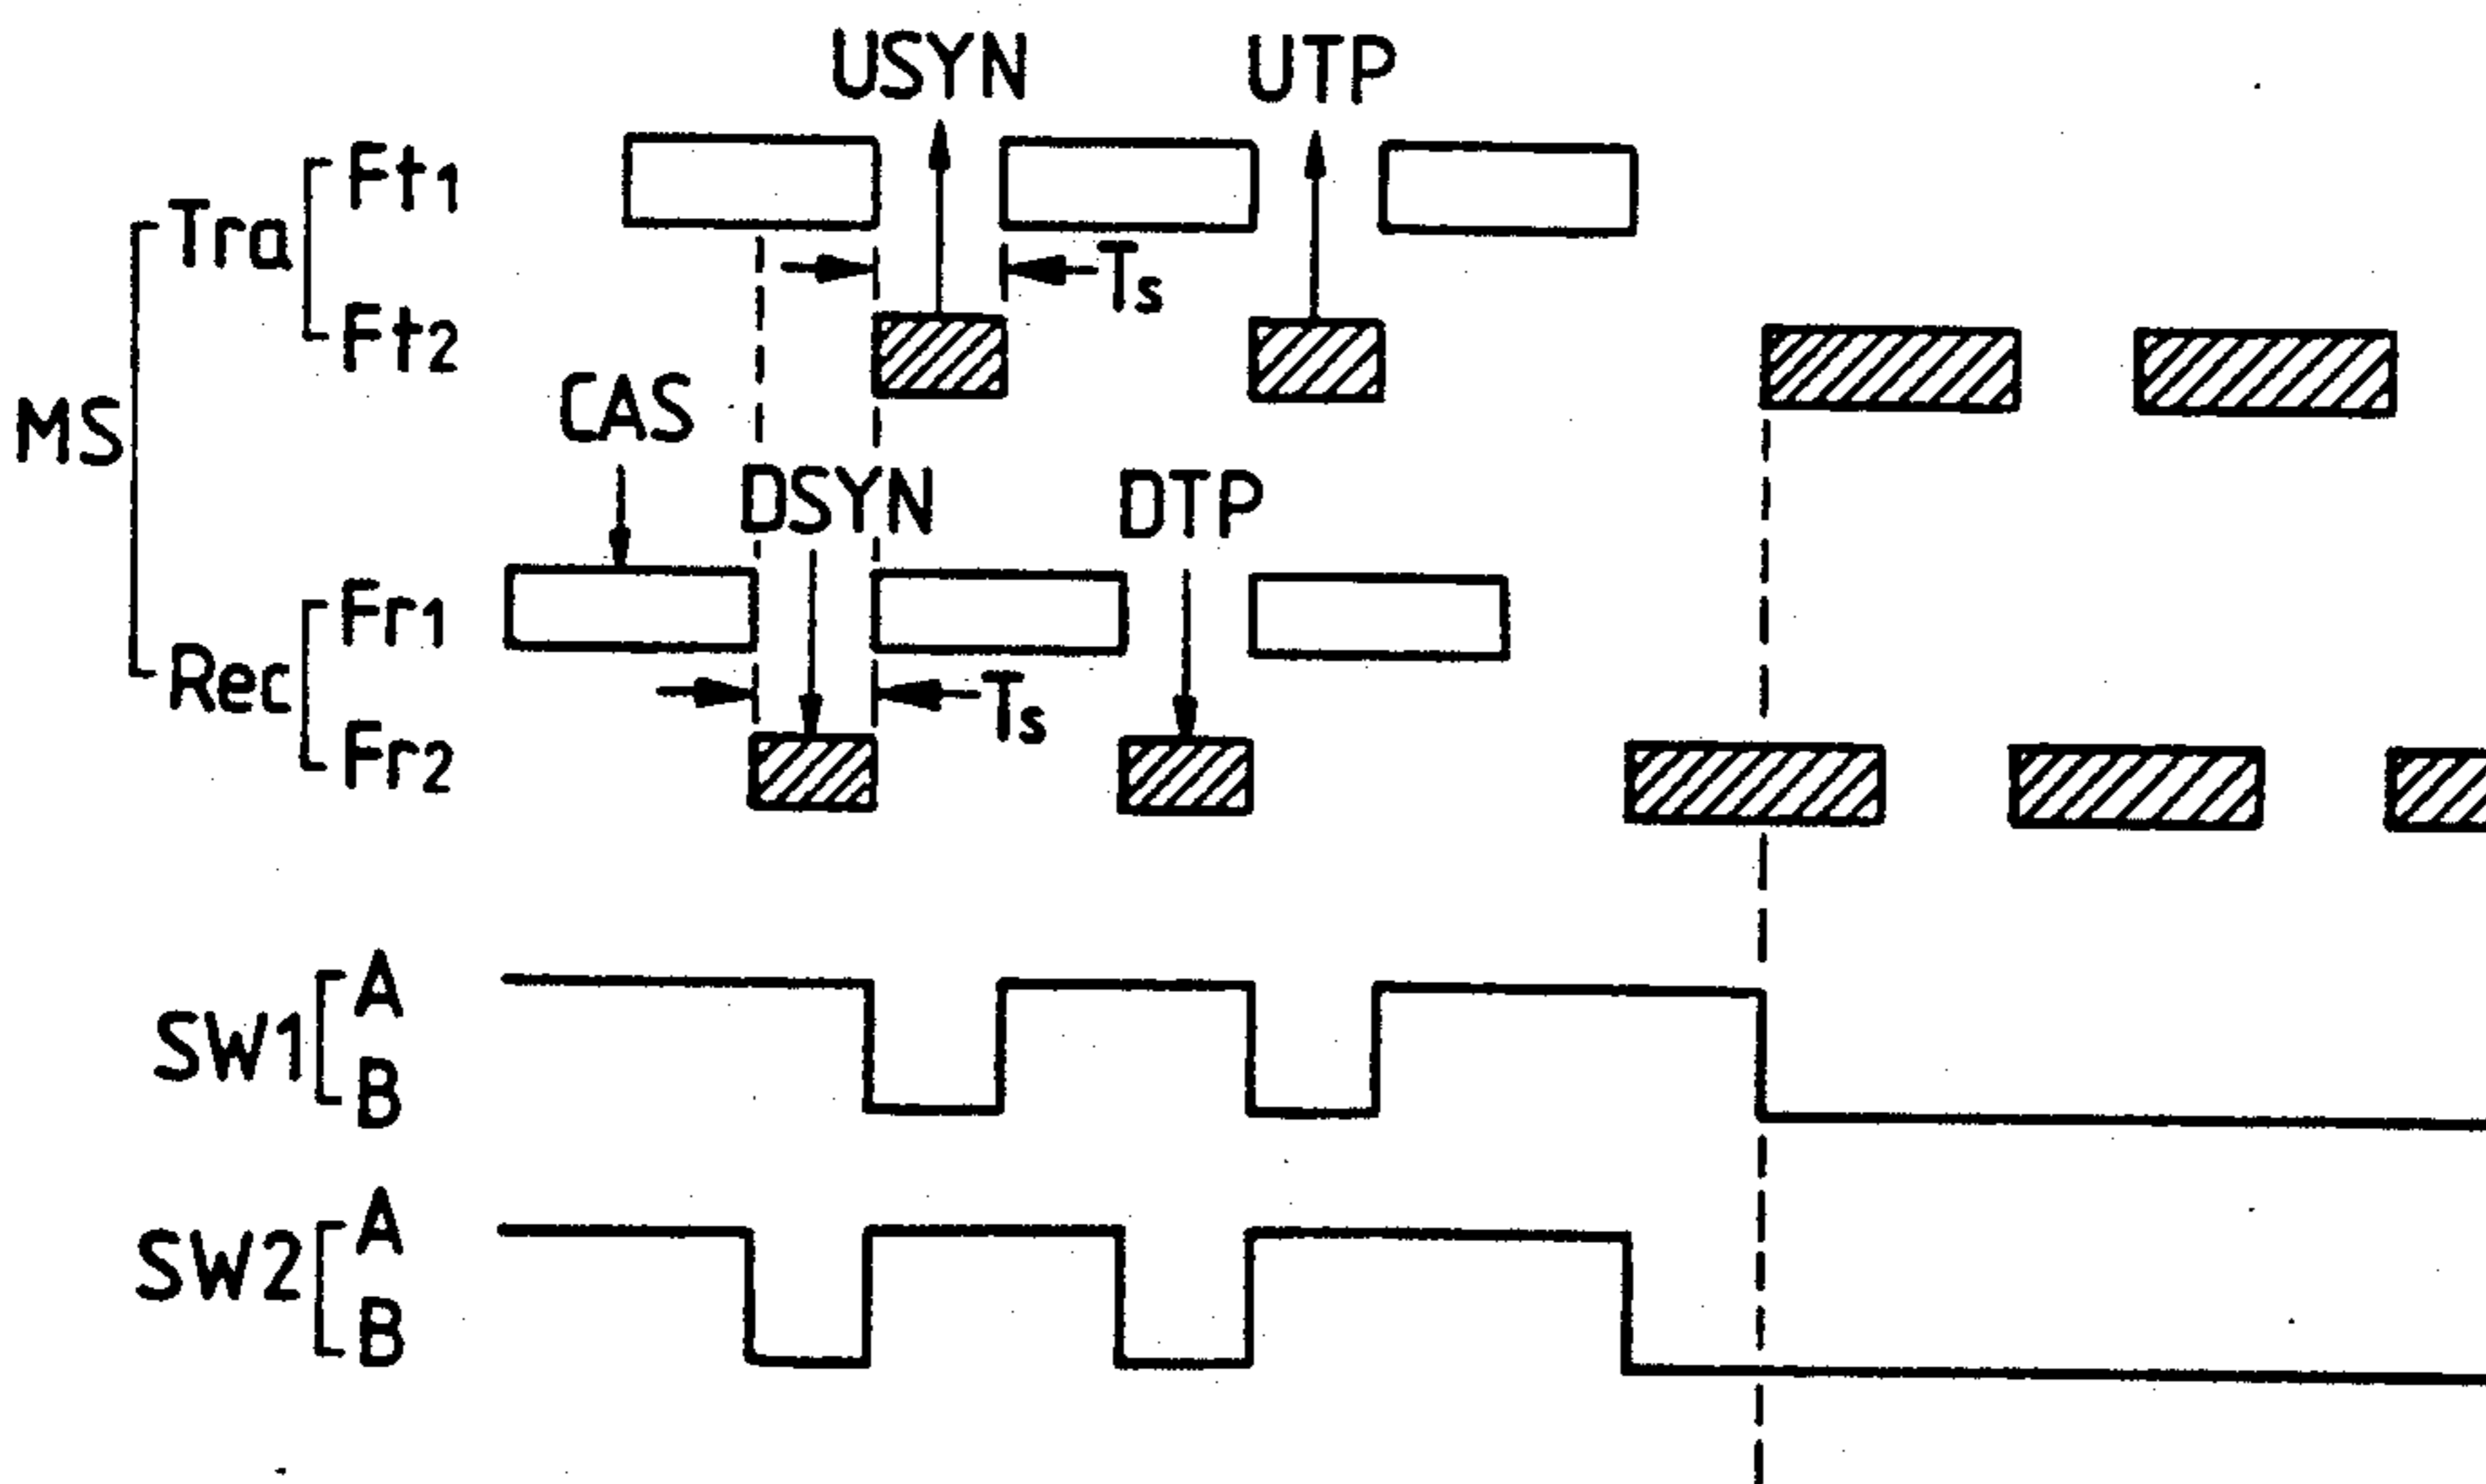 USYN UTP
Ft1
Tra
Ts
Ft2
CAS
MS
DSYN DTP
Fr1
Rec
Ts
Fr2
A
SW1
B
A
SW2
B